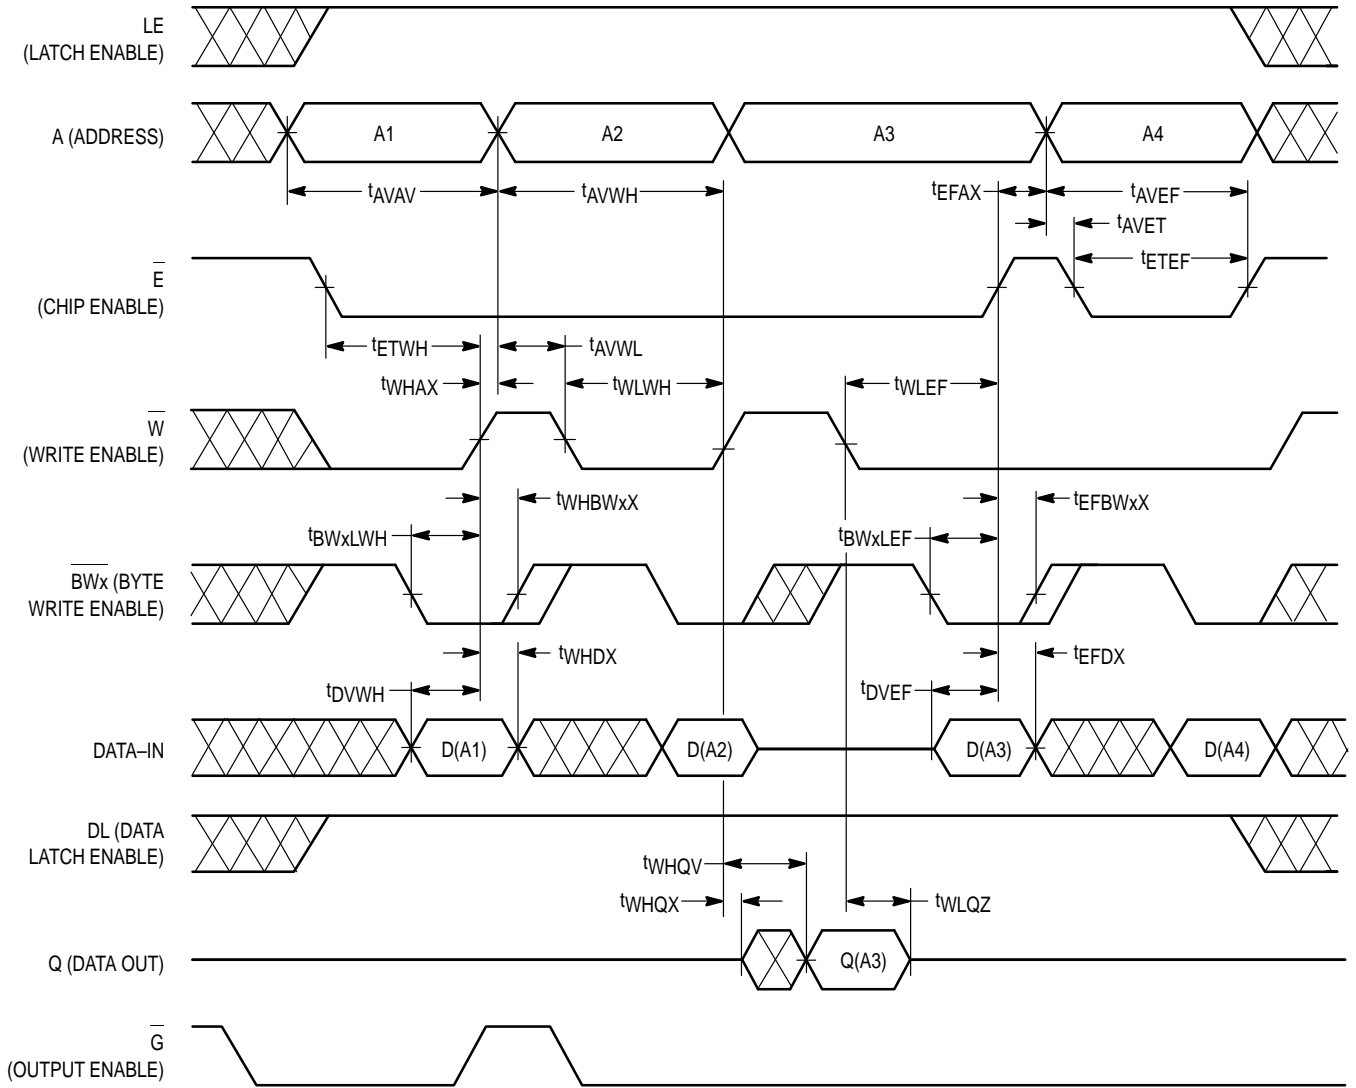 LE
(LATCH ENABLE)
A (ADDRESS)
A1
A2
A3
A4
tAVAV
tAVWH
tEFAX
tAVEF
tAVET
E
(CHIP ENABLE)
tETEF
tETWH
tAVWL
tWHAX
tWLWH
tWLEF
W
(WRITE ENABLE)
tWHBWxX
tEFBWxX
tBWxLWH
tBWxLEF
BWx (BYTE
WRITE ENABLE)
tWHDX
tEFDX
tDVWH
tDVEF
DATA–IN
D(A1)
D(A2)
D(A3)
D(A4)
DL (DATA
LATCH ENABLE)
tWHQV
tWHQX
tWLQZ
Q (DATA OUT)
Q(A3)
G
(OUTPUT ENABLE)